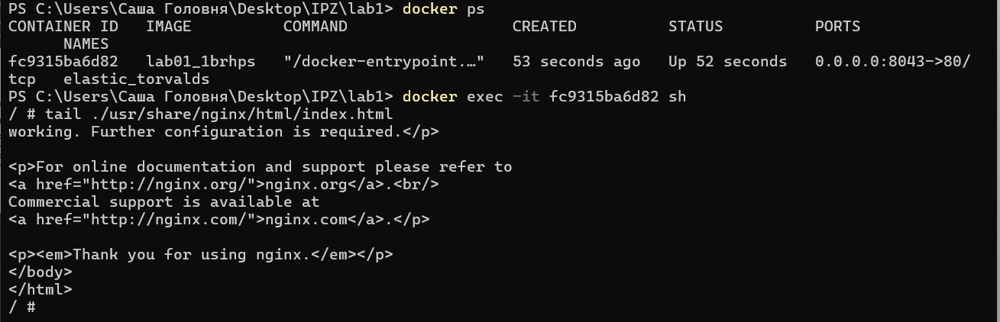 PS C:\Users\Саша Головня\Desktop\IPZ\lab1> docker ps
CONTAINER ID   IMAGE          COMMAND                  CREATED          STATUS          PORTS
      NAMES
fc9315ba6d82   lab01_1brhps   "/docker-entrypoint.…"   53 seconds ago   Up 52 seconds   0.0.0.0:8043->80/
tcp   elastic_torvalds
PS C:\Users\Саша Головня\Desktop\IPZ\lab1> docker exec -it fc9315ba6d82 sh
/ # tail ./usr/share/nginx/html/index.html
working. Further configuration is required.</p>

<p>For online documentation and support please refer to
<a href="http://nginx.org/">nginx.org</a>.<br/>
Commercial support is available at
<a href="http://nginx.com/">nginx.com</a>.</p>

<p><em>Thank you for using nginx.</em></p>
</body>
</html>
/ #